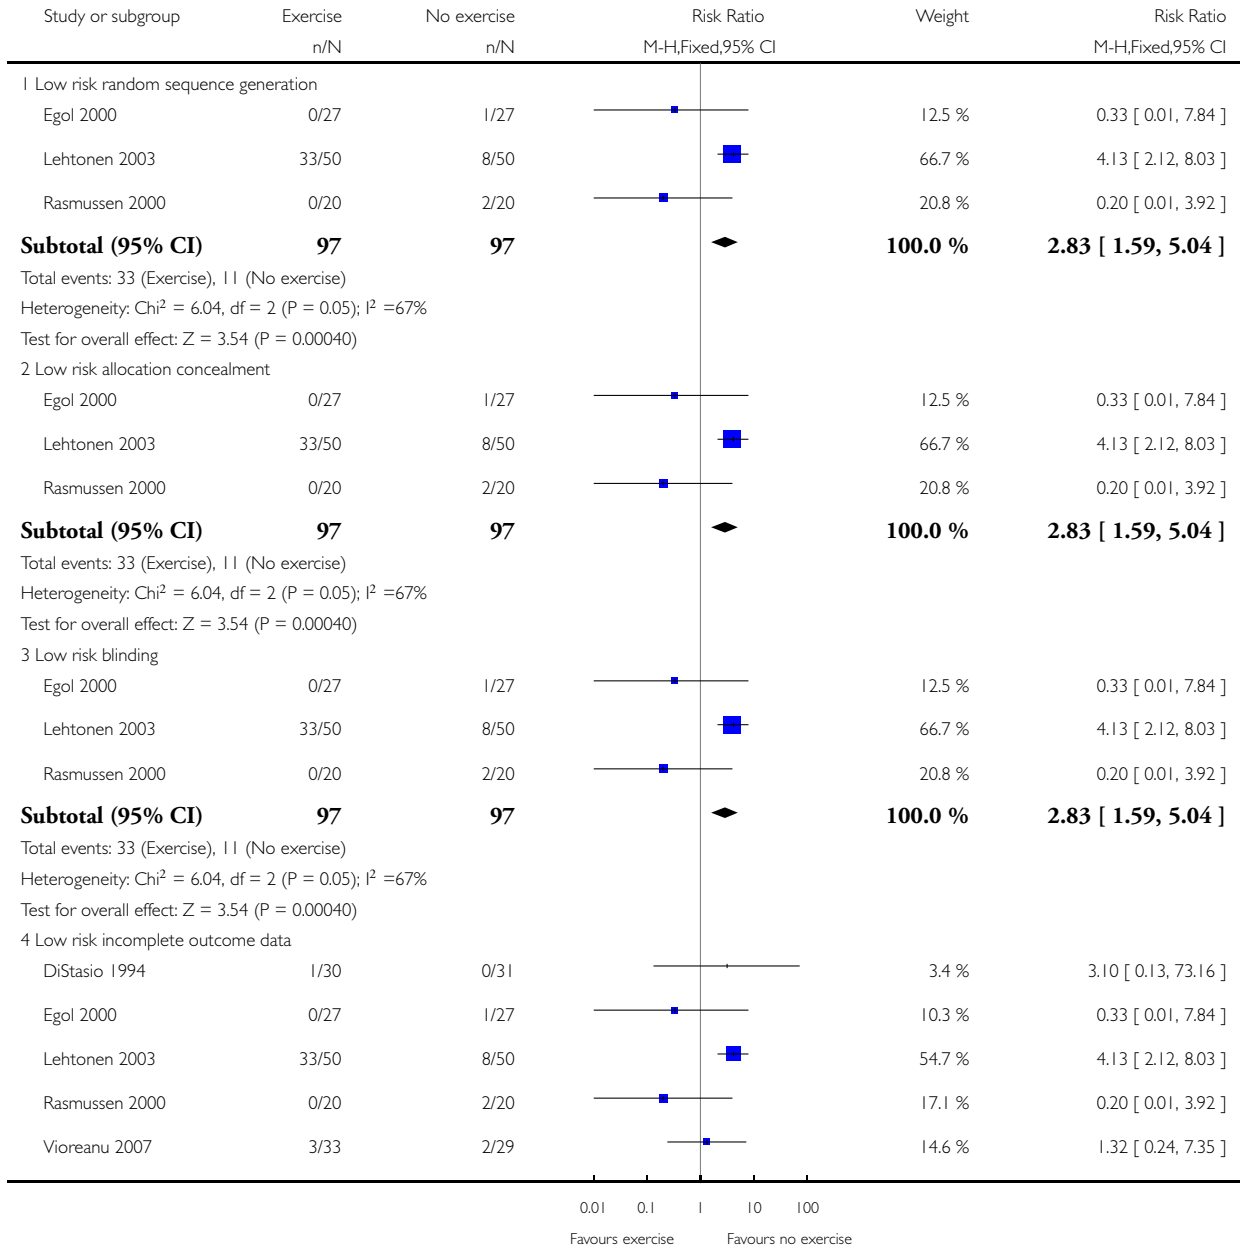 Study or subgroup Exercise No exercise Risk Ratio Weight Risk Ratio
n/N n/N M-H,Fixed,95% CI M-H,Fixed,95% CI
1 Low risk random sequence generation
Egol 2000 0/27 1/27 12.5 % 0.33 [ 0.01, 7.84 ]
Lehtonen 2003 33/50 8/50 66.7 % 4.13 [ 2.12, 8.03 ]
Rasmussen 2000 0/20 2/20 20.8 % 0.20 [ 0.01, 3.92 ]
Subtotal (95% CI) 97 97 100.0 % 2.83 [ 1.59, 5.04 ]
Total events: 33 (Exercise), 11 (No exercise)
Heterogeneity: Chi² = 6.04, df = 2 (P = 0.05); I² =67%
Test for overall effect: Z = 3.54 (P = 0.00040)
2 Low risk allocation concealment
Egol 2000 0/27 1/27 12.5 % 0.33 [ 0.01, 7.84 ]
Lehtonen 2003 33/50 8/50 66.7 % 4.13 [ 2.12, 8.03 ]
Rasmussen 2000 0/20 2/20 20.8 % 0.20 [ 0.01, 3.92 ]
Subtotal (95% CI) 97 97 100.0 % 2.83 [ 1.59, 5.04 ]
Total events: 33 (Exercise), 11 (No exercise)
Heterogeneity: Chi² = 6.04, df = 2 (P = 0.05); I² =67%
Test for overall effect: Z = 3.54 (P = 0.00040)
3 Low risk blinding
Egol 2000 0/27 1/27 12.5 % 0.33 [ 0.01, 7.84 ]
Lehtonen 2003 33/50 8/50 66.7 % 4.13 [ 2.12, 8.03 ]
Rasmussen 2000 0/20 2/20 20.8 % 0.20 [ 0.01, 3.92 ]
Subtotal (95% CI) 97 97 100.0 % 2.83 [ 1.59, 5.04 ]
Total events: 33 (Exercise), 11 (No exercise)
Heterogeneity: Chi² = 6.04, df = 2 (P = 0.05); I² =67%
Test for overall effect: Z = 3.54 (P = 0.00040)
4 Low risk incomplete outcome data
DiStasio 1994 1/30 0/31 3.4 % 3.10 [ 0.13, 73.16 ]
Egol 2000 0/27 1/27 10.3 % 0.33 [ 0.01, 7.84 ]
Lehtonen 2003 33/50 8/50 54.7 % 4.13 [ 2.12, 8.03 ]
Rasmussen 2000 0/20 2/20 17.1 % 0.20 [ 0.01, 3.92 ]
Vioreanu 2007 3/33 2/29 14.6 % 1.32 [ 0.24, 7.35 ]
0.01 0.1 1 10 100
Favours exercise Favours no exercise